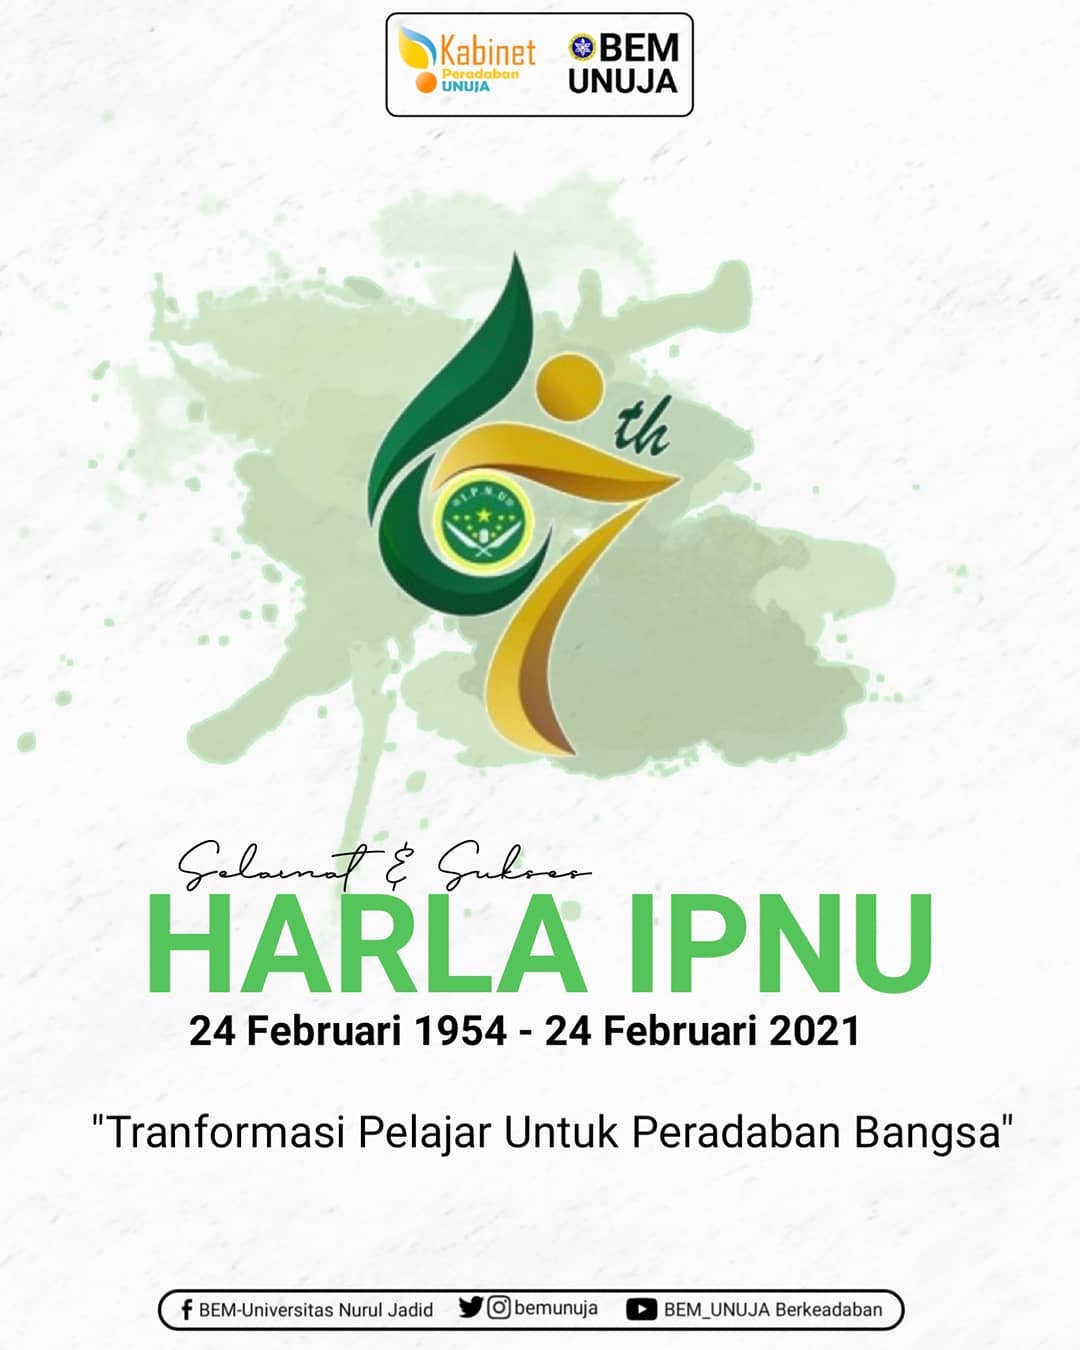 Kabinet
Peradaban
UNUJA
BEM
UNUJA
67th
I.P.N.U
Selamat & Sukses
HARLA IPNU
24 Februari 1954 - 24 Februari 2021
"Tranformasi Pelajar Untuk Peradaban Bangsa"
BEM-Universitas Nurul Jadid bemunuja BEM_UNUJA Berkeadaban